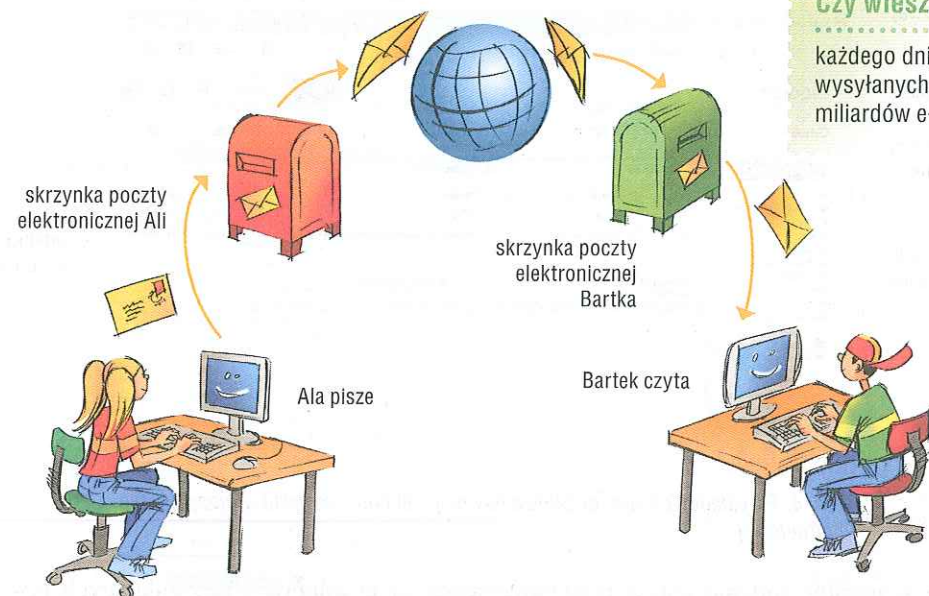 Czy wiesz
każdego dni
wysyłanych
miliardów e-
skrzynka poczty
elektronicznej Ali
skrzynka poczty
elektronicznej
Bartka
Ala pisze
Bartek czyta